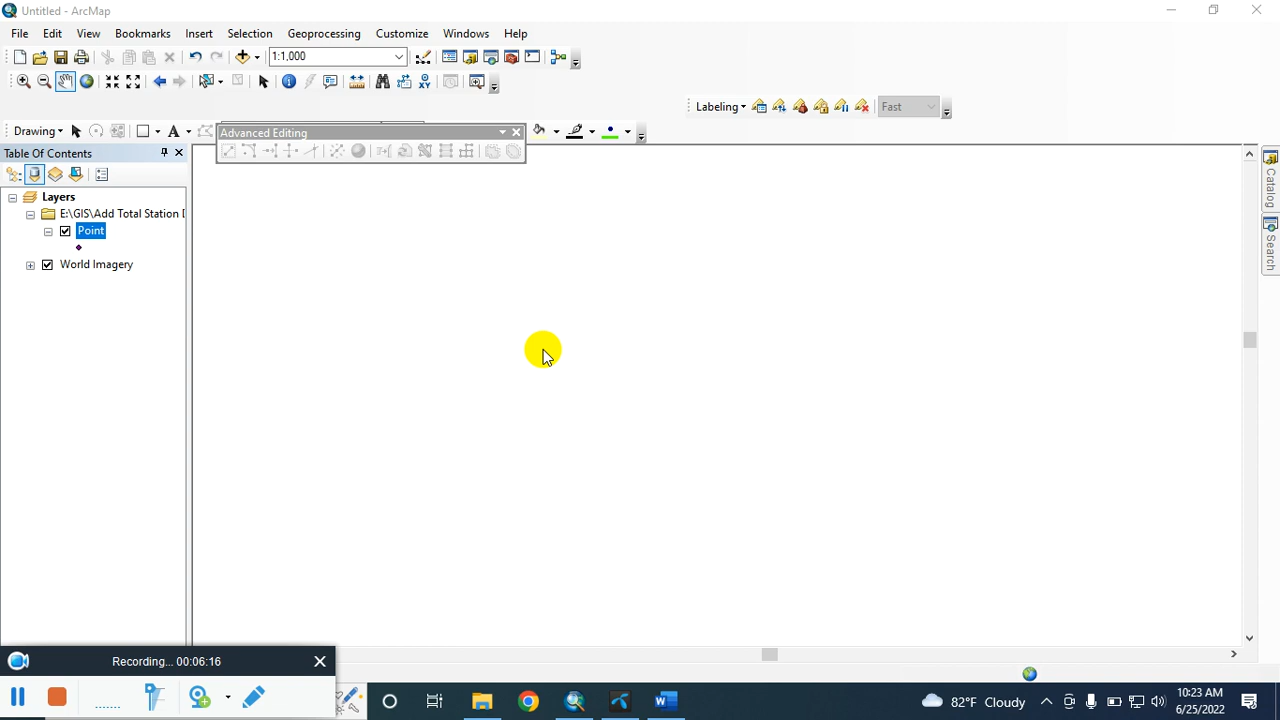 Untitled - ArcMap
File Edit View Bookmarks Insert Selection Geoprocessing Customize Windows Help
1:1,000
Labeling Fast
Drawing A
Advanced Editing
Table Of Contents
Layers
E:\GIS\Add Total Station
Point
World Imagery
Catalog
Search
Recording... 00:06:16
82°F Cloudy
10:23 AM
6/25/2022